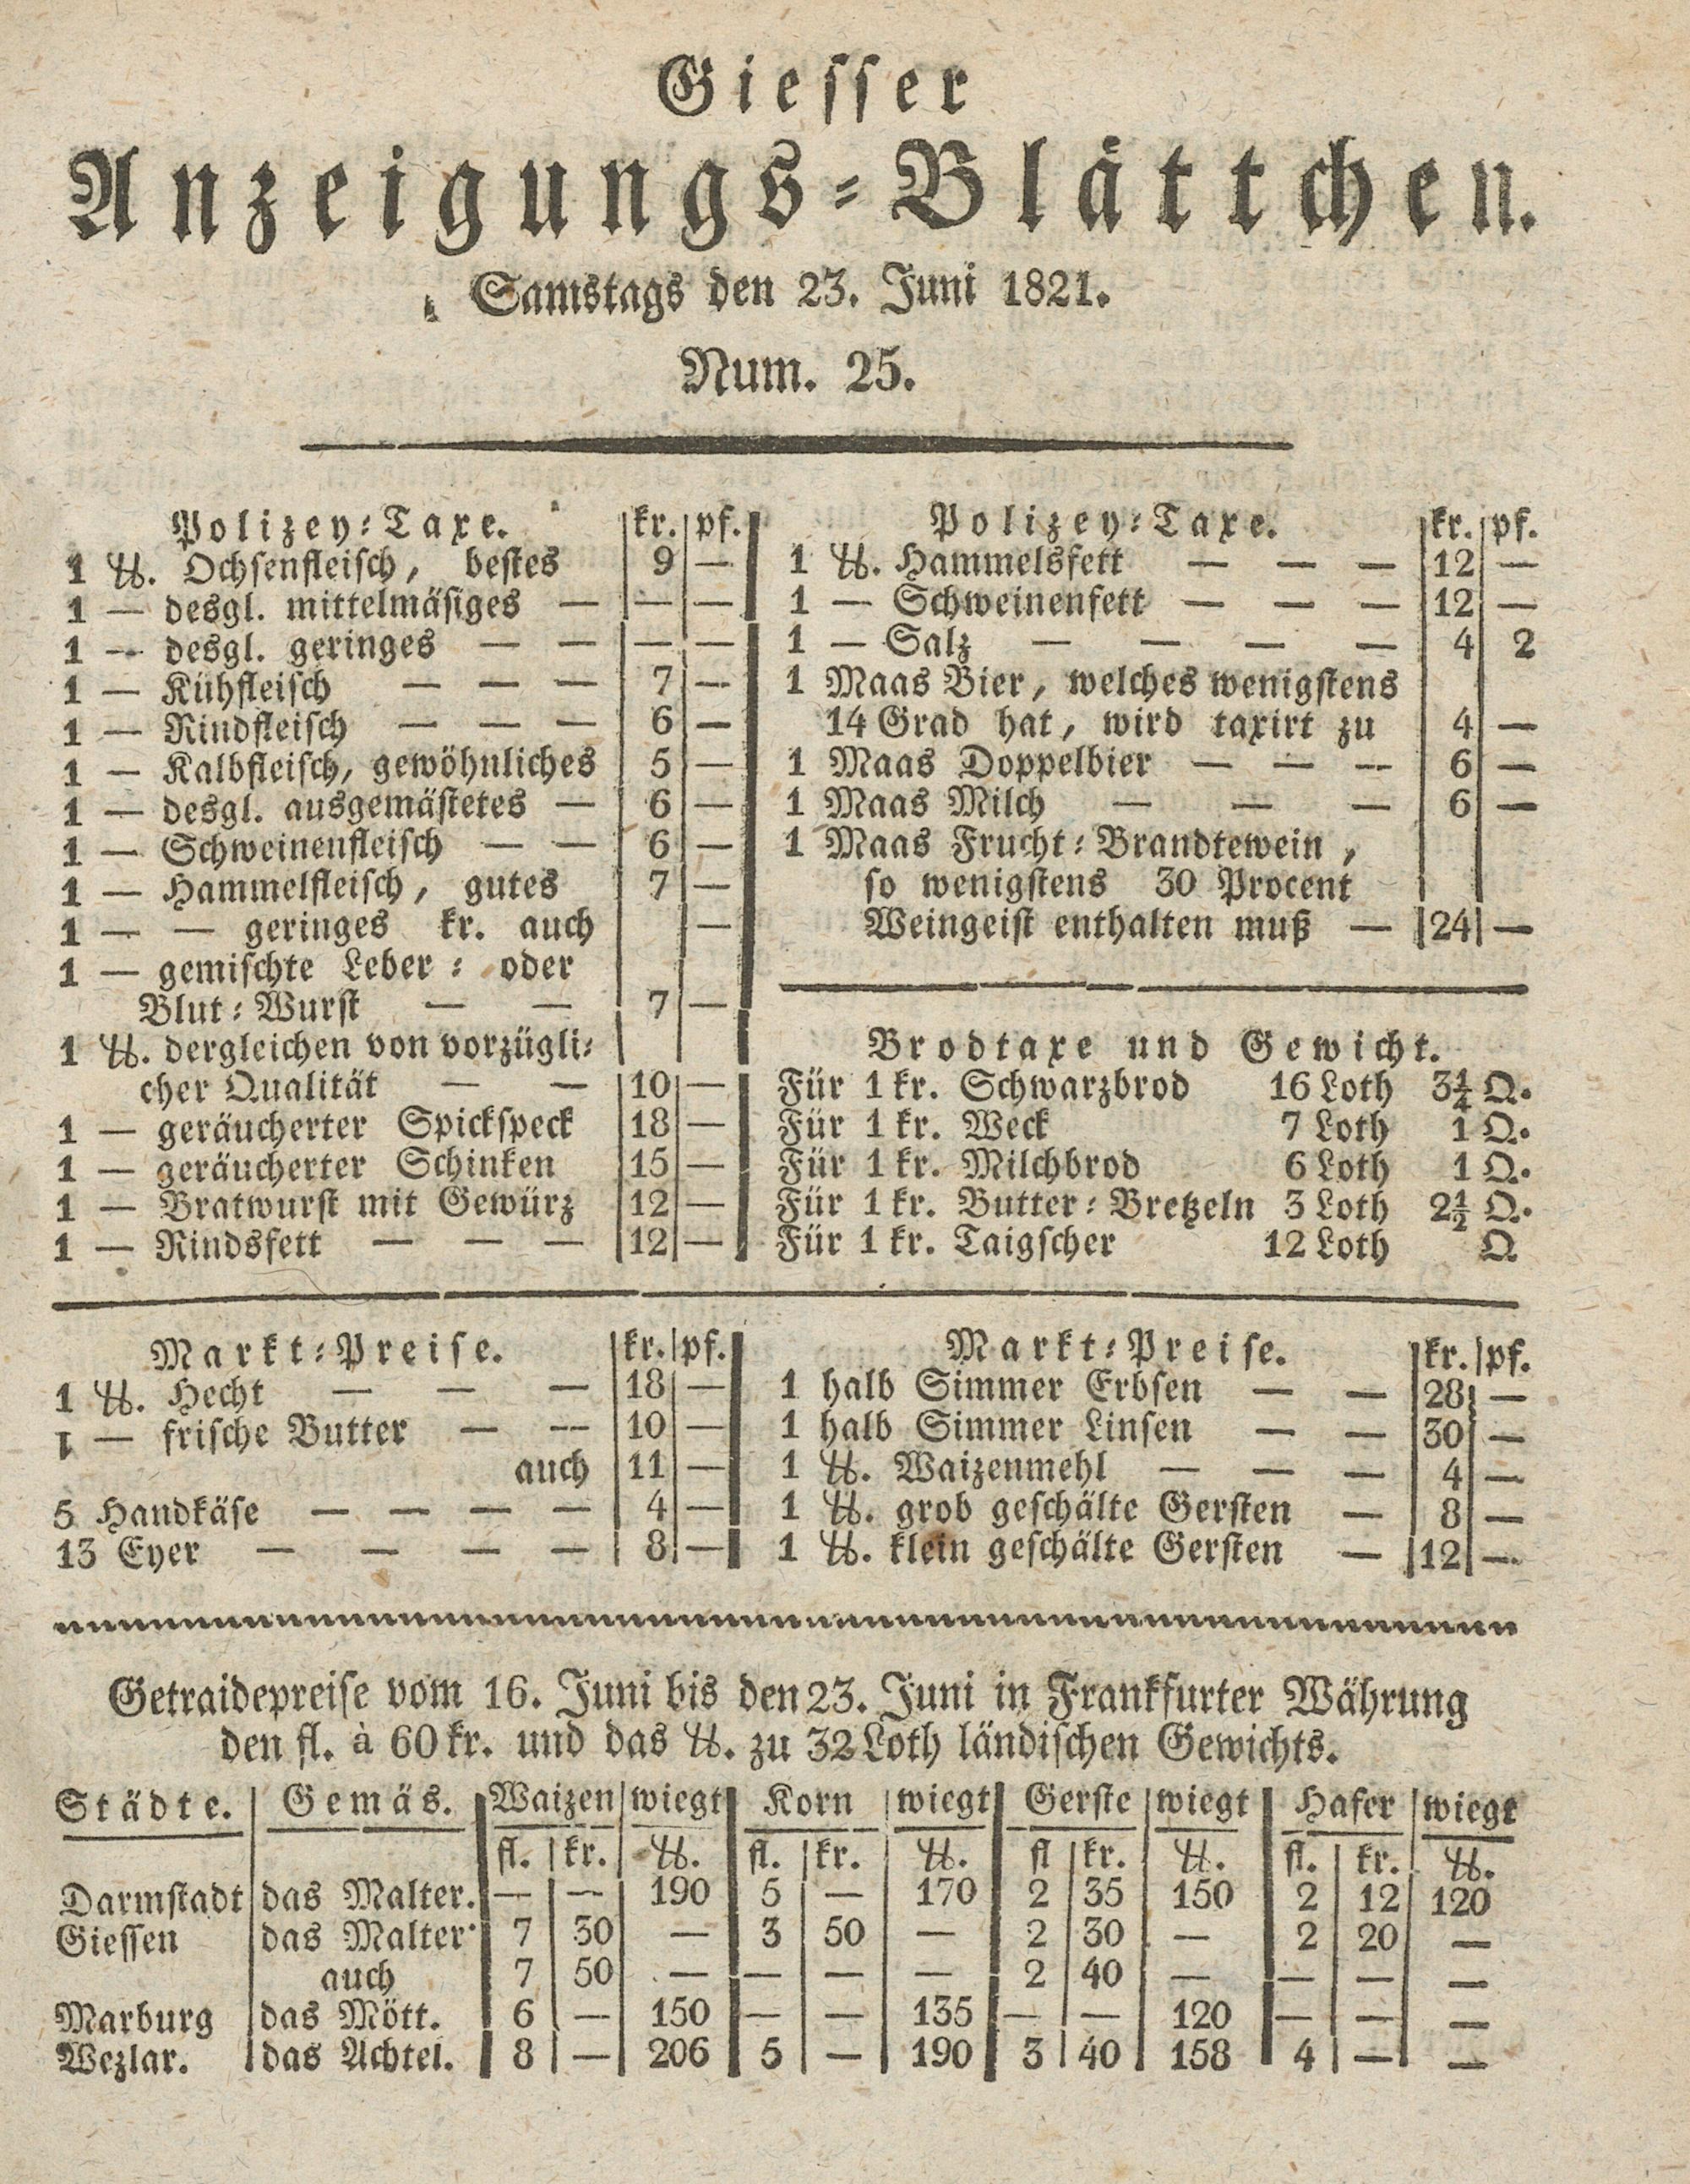 Giesser
Anzeigungs-Blättchen.
Samstags den 23. Juni 1821.
Num. 25.
Polizey-Taxe. kr. pf.
1 ℔. Ochsenfleisch, bestes 9 —
1 — desgl. mittelmäsiges — — —
1 — desgl. geringes — — — —
1 — Kühfleisch — — — 7 —
1 — Rindfleisch — — — 6 —
1 — Kalbfleisch, gewöhnliches 5 —
1 — desgl. ausgemästetes — 6 —
1 — Schweinenfleisch — — 6 —
1 — Hammelfleisch, gutes 7 —
1 — — geringes kr. auch —
1 — gemischte Leber- oder
Blut-Wurst — — 7 —
1 ℔. dergleichen von vorzügli-
cher Qualität — — 10 —
1 — geräucherter Spickspeck 18 —
1 — geräucherter Schinken 15 —
1 — Bratwurst mit Gewürz 12 —
1 — Rindsfett — — — 12 —
Polizey-Taxe. kr. pf.
1 ℔. Hammelsfett — — — 12 —
1 — Schweinenfett — — — 12 —
1 — Salz — — — — 4 2
1 Maas Bier, welches wenigstens
14 Grad hat, wird taxirt zu 4 —
1 Maas Doppelbier — — — 6 —
1 Maas Milch — — — 6 —
1 Maas Frucht-Brandtewein,
so wenigstens 30 Procent
Weingeist enthalten muß — 24 —
Brodtaxe und Gewicht.
Für 1 kr. Schwarzbrod 16 Loth 3¼ Q.
Für 1 kr. Weck 7 Loth 1 Q.
Für 1 kr. Milchbrod 6 Loth 1 Q.
Für 1 kr. Butter-Bretzeln 3 Loth 2½ Q.
Für 1 kr. Taigscher 12 Loth Q
Markt-Preise. kr. pf.
1 ℔. Hecht — — — 18 —
1 — frische Butter — — 10 —
auch 11 —
5 Handkäse — — — — 4 —
13 Eyer — — — — 8 —
Markt-Preise. kr. pf.
1 halb Simmer Erbsen — — 28 —
1 halb Simmer Linsen — — 30 —
1 ℔. Waizenmehl — — — 4 —
1 ℔. grob geschälte Gersten — 8 —
1 ℔. klein geschälte Gersten — 12 —
Getraidepreise vom 16. Juni bis den 23. Juni in Frankfurter Währung
den fl. à 60 kr. und das ℔. zu 32 Loth ländischen Gewichts.
Städte. Gemäs. Waizen wiegt Korn wiegt Gerste wiegt Hafer wiegt
fl. kr. ℔. fl. kr. ℔. fl kr. ℔. fl. kr. ℔.
Darmstadt das Malter. — — 190 5 — 170 2 35 150 2 12 120
Giessen das Malter 7 30 — 3 50 — 2 30 — 2 20 —
auch 7 50 — — — — 2 40 — — — —
Marburg das Mött. 6 — 150 — — 135 — — 120 — — —
Wezlar. das Achtel. 8 — 206 5 — 190 3 40 158 4 — —